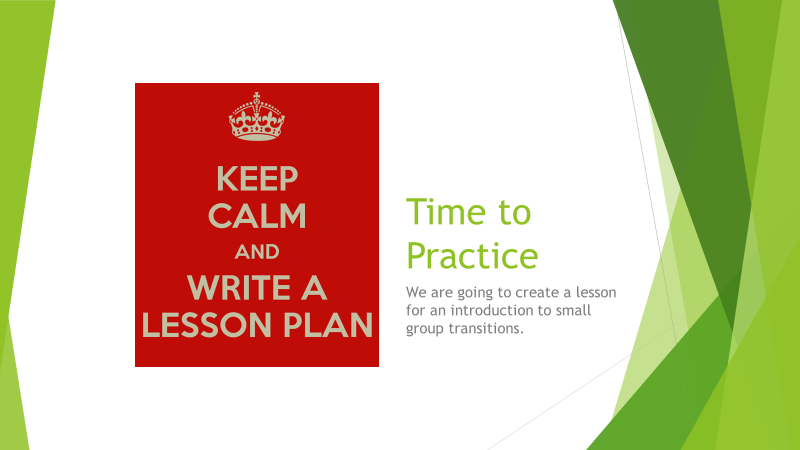 KEEP
CALM
AND
WRITE A
LESSON PLAN
Time to
Practice
We are going to create a lesson
for an introduction to small
group transitions.